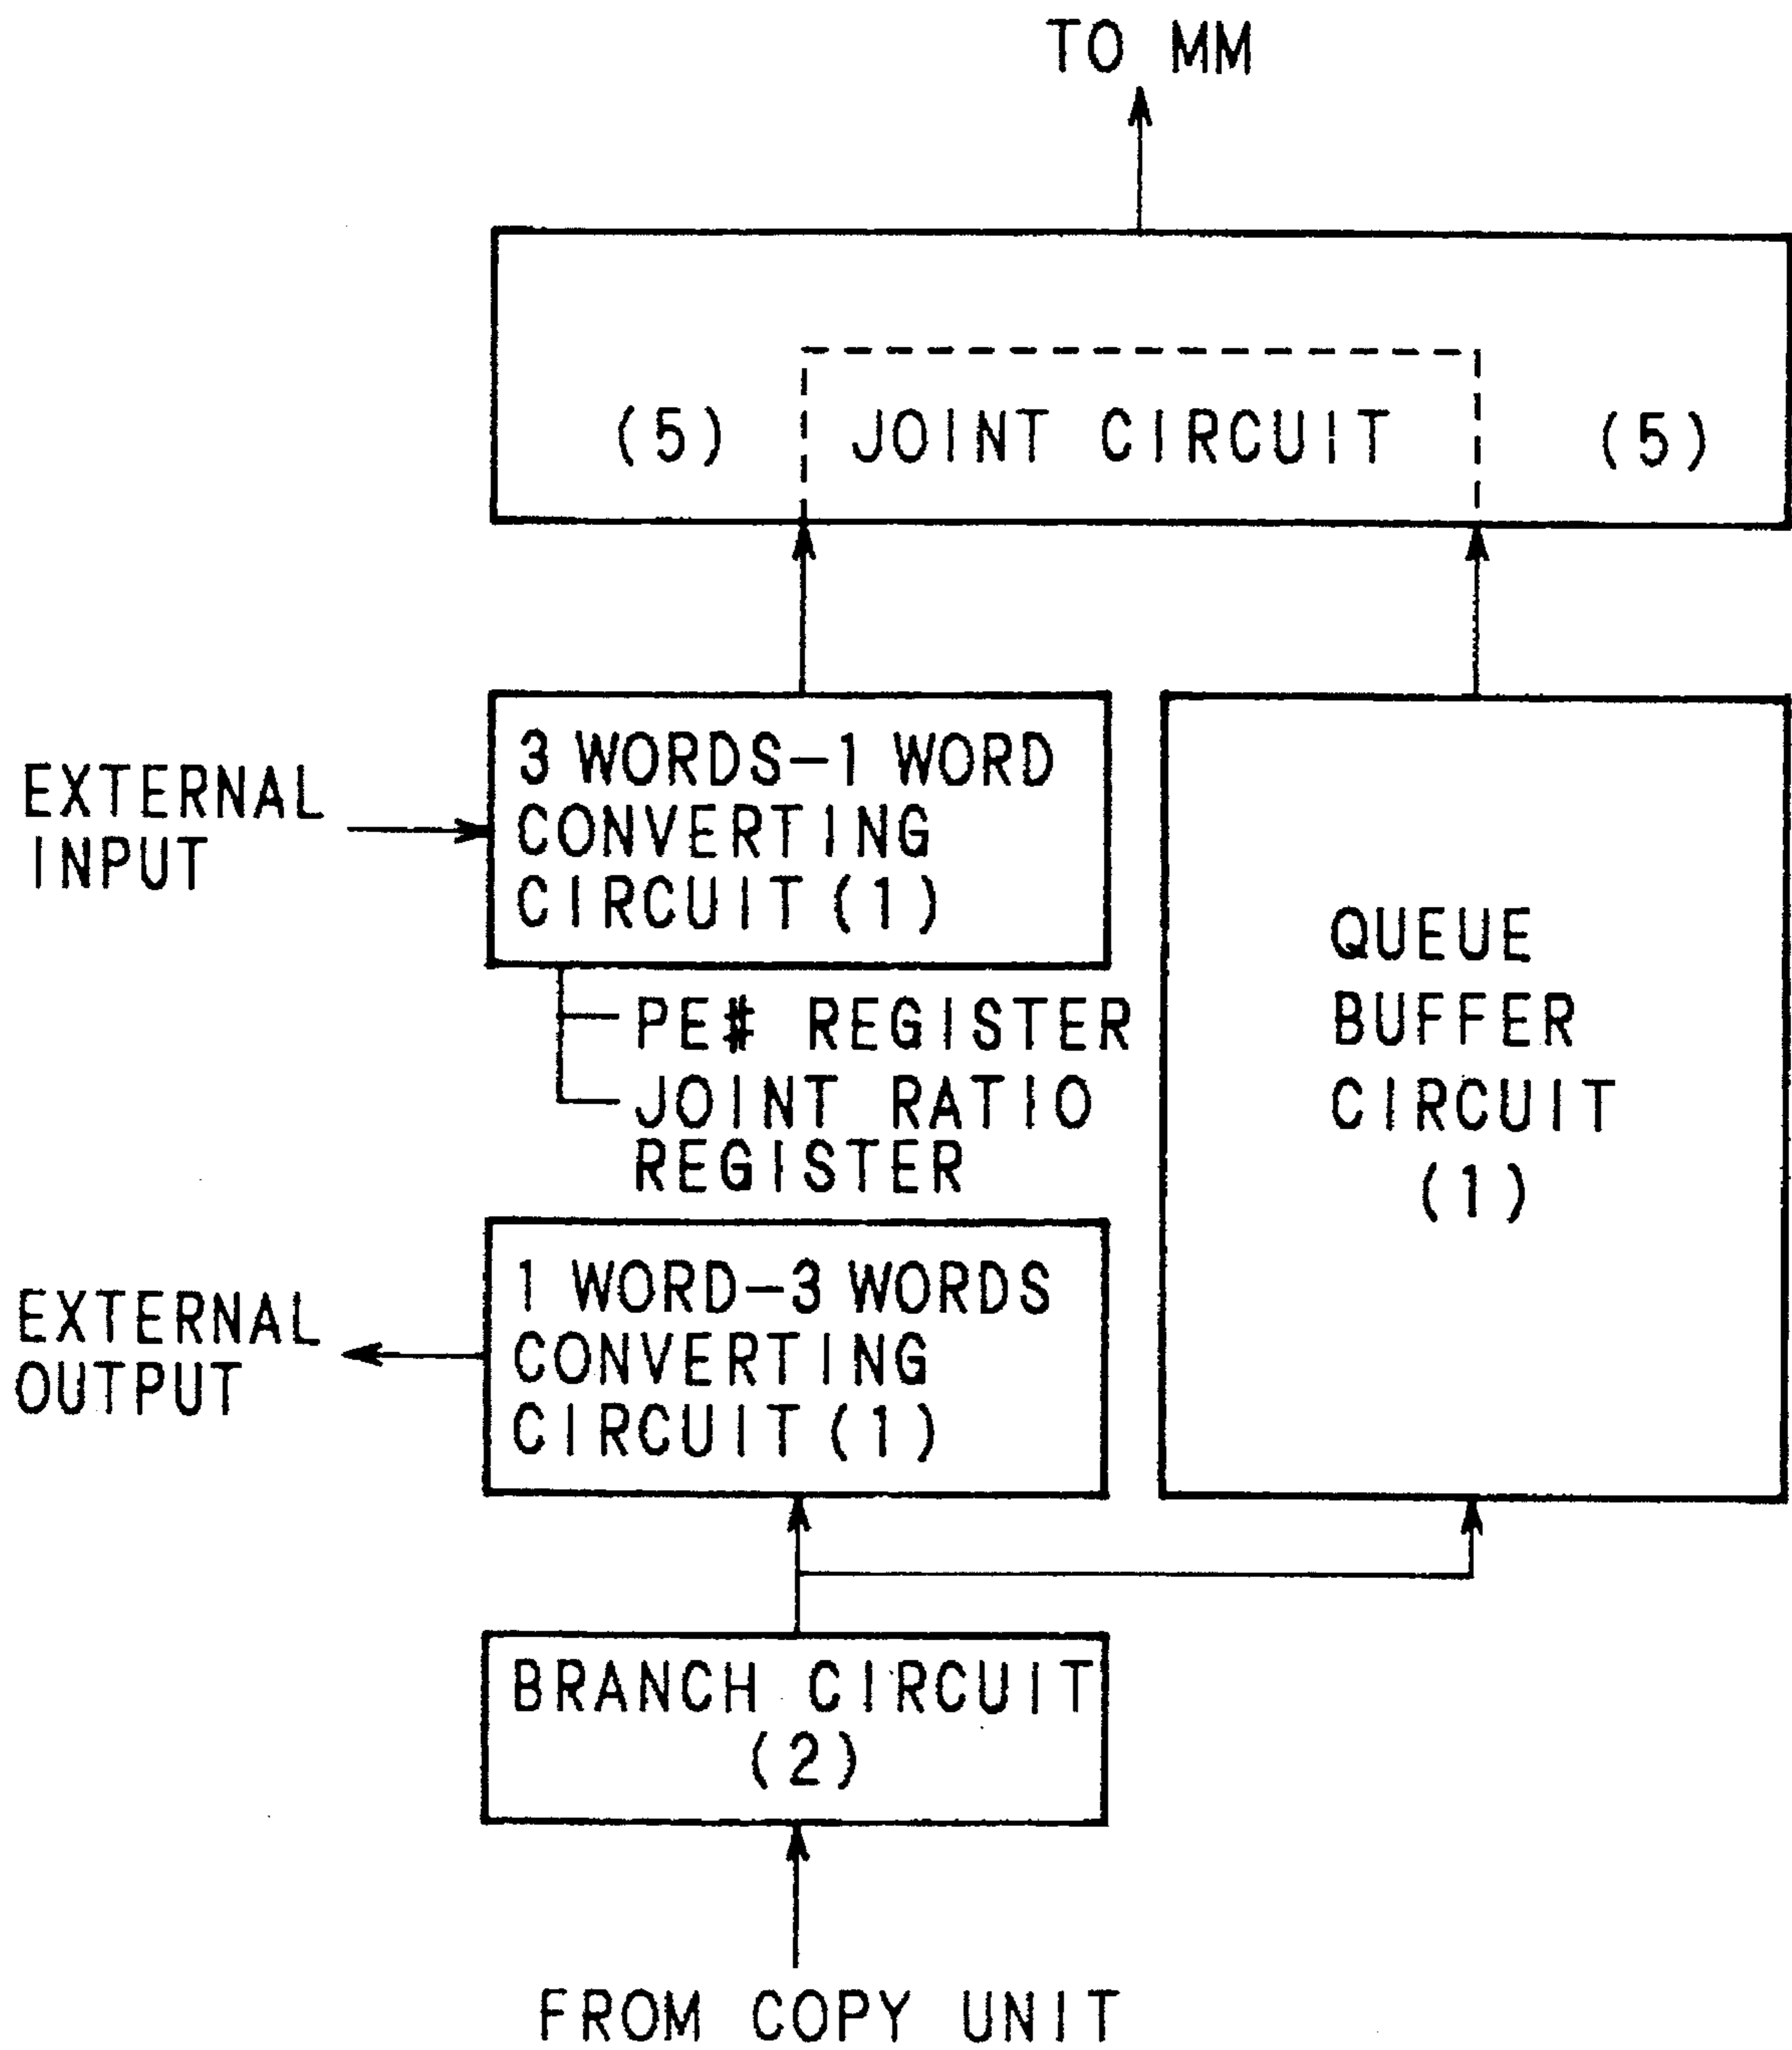 TO MM
(5) JOINT CIRCUIT (5)
3 WORDS-1 WORD
CONVERTING
CIRCUIT(1)
EXTERNAL
INPUT
PE# REGISTER
JOINT RATIO
REGISTER
QUEUE
BUFFER
CIRCUIT
(1)
1 WORD-3 WORDS
CONVERTING
CIRCUIT(1)
EXTERNAL
OUTPUT
BRANCH CIRCUIT
(2)
FROM COPY UNIT